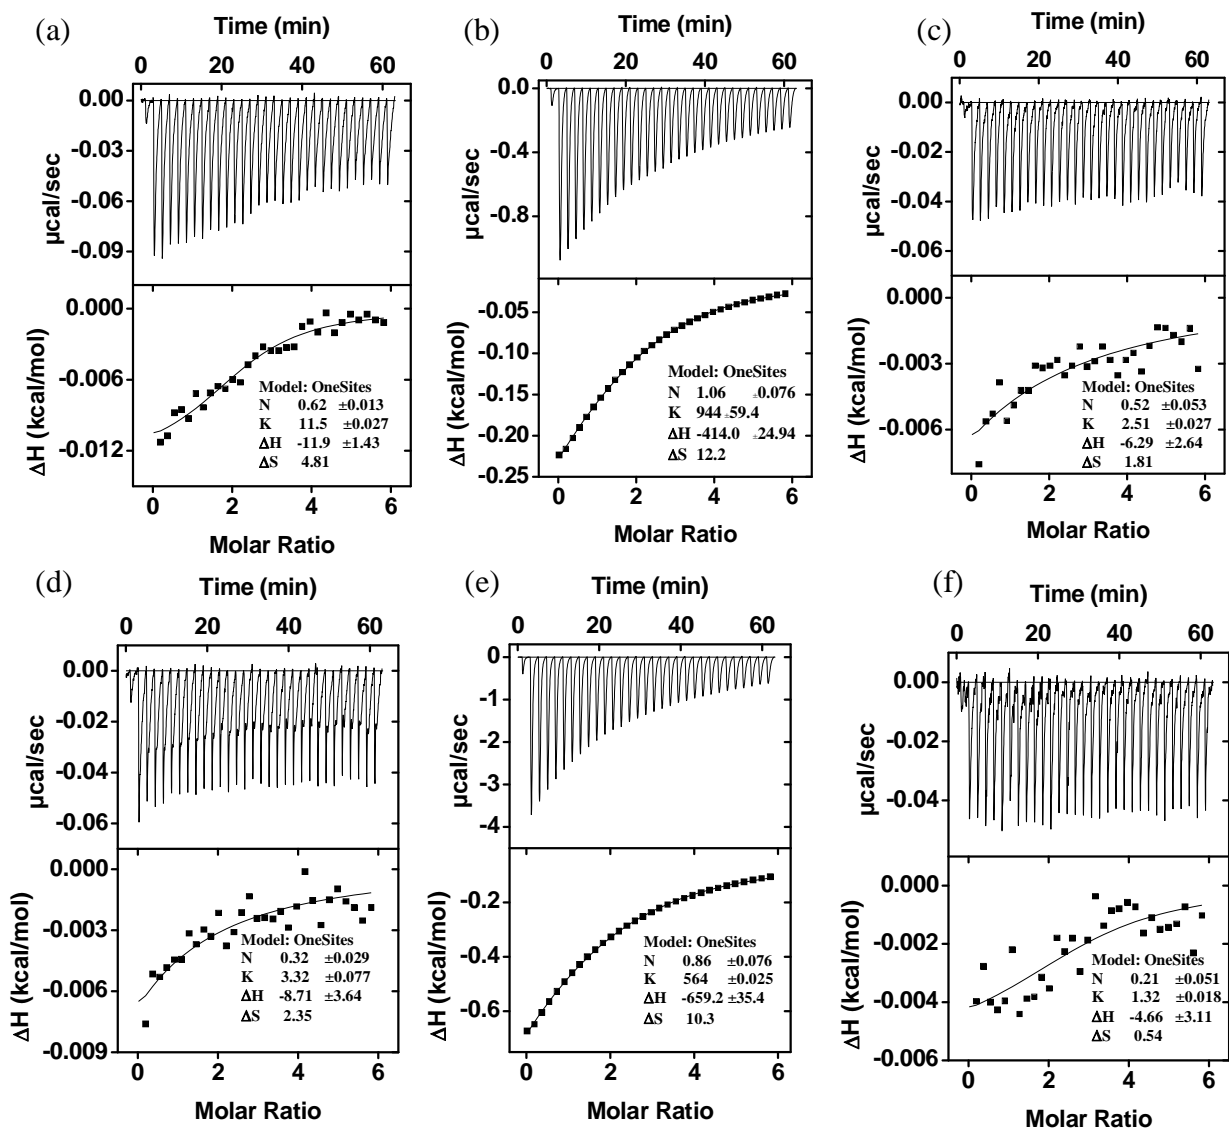 (a)
Time (min)
0 20 40 60
0.00
-0.03
-0.06
-0.09
µcal/sec
0.000
-0.006
-0.012
ΔH (kcal/mol)
Model: OneSites
N 0.62 ±0.013
K 11.5 ±0.027
ΔH -11.9 ±1.43
ΔS 4.81
0 2 4 6
Molar Ratio
(b)
Time (min)
0 20 40 60
0.0
-0.4
-0.8
µcal/sec
-0.05
-0.10
-0.15
-0.20
-0.25
ΔH (kcal/mol)
Model: OneSites
N 1.06 ±0.076
K 944 ±59.4
ΔH -414.0 ±24.94
ΔS 12.2
0 2 4 6
Molar Ratio
(c)
Time (min)
0 20 40 60
0.00
-0.02
-0.04
-0.06
µcal/sec
0.000
-0.003
-0.006
ΔH (kcal/mol)
Model: OneSites
N 0.52 ±0.053
K 2.51 ±0.027
ΔH -6.29 ±2.64
ΔS 1.81
0 2 4 6
Molar Ratio
(d)
Time (min)
0 20 40 60
0.00
-0.02
-0.04
-0.06
µcal/sec
0.000
-0.003
-0.006
-0.009
ΔH (kcal/mol)
Model: OneSites
N 0.32 ±0.029
K 3.32 ±0.077
ΔH -8.71 ±3.64
ΔS 2.35
0 2 4 6
Molar Ratio
(e)
Time (min)
0 20 40 60
0
-1
-2
-3
-4
µcal/sec
-0.2
-0.4
-0.6
ΔH (kcal/mol)
Model: OneSites
N 0.86 ±0.076
K 564 ±0.025
ΔH -659.2 ±35.4
ΔS 10.3
0 2 4 6
Molar Ratio
(f)
Time (min)
0 20 40 60
0.00
-0.02
-0.04
µcal/sec
0.000
-0.002
-0.004
-0.006
ΔH (kcal/mol)
Model: OneSites
N 0.21 ±0.051
K 1.32 ±0.018
ΔH -4.66 ±3.11
ΔS 0.54
0 2 4 6
Molar Ratio